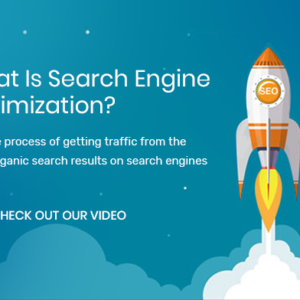 at Is Search Engine
imization?
process of getting traffic from the
ganic search results on search engines
HECK OUT OUR VIDEO
SEO